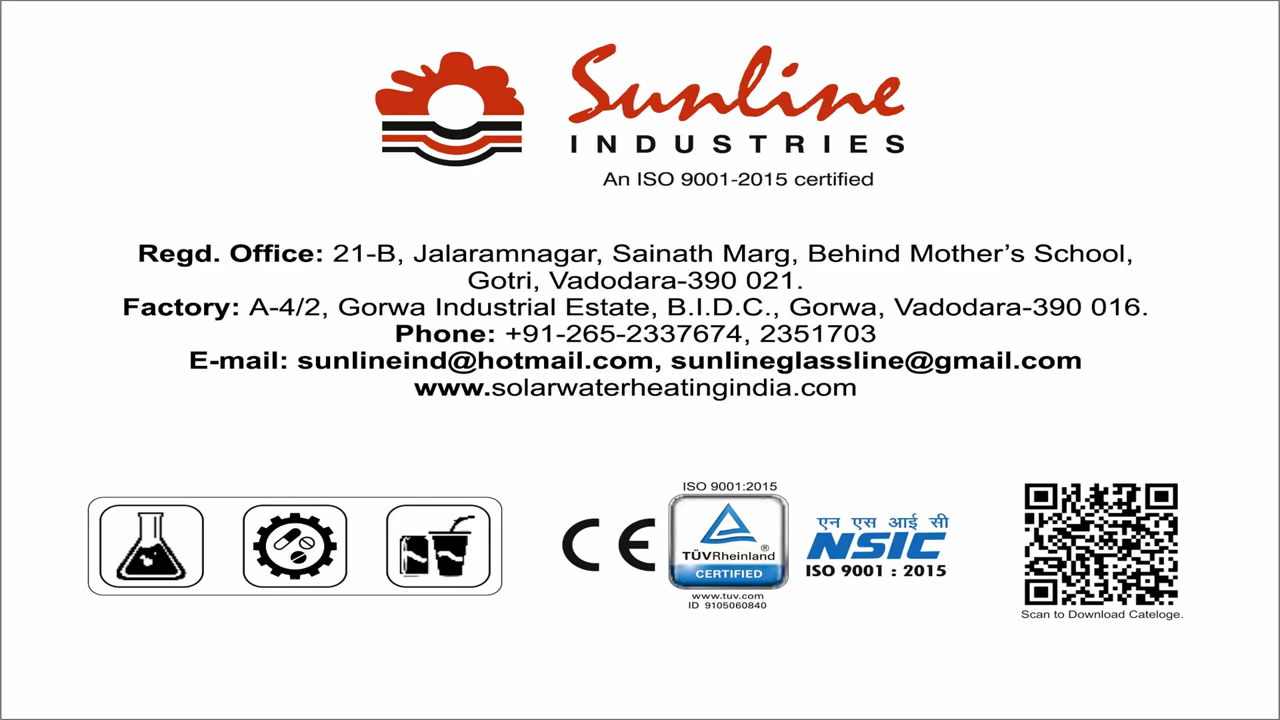 Sunline
INDUSTRIES
An ISO 9001-2015 certified
Regd. Office: 21-B, Jalaramnagar, Sainath Marg, Behind Mother’s School,
Gotri, Vadodara-390 021.
Factory: A-4/2, Gorwa Industrial Estate, B.I.D.C., Gorwa, Vadodara-390 016.
Phone: +91-265-2337674, 2351703
E-mail: sunlineind@hotmail.com, sunlineglassline@gmail.com
www.solarwaterheatingindia.com
CE
ISO 9001:2015
TÜVRheinland®
CERTIFIED
www.tuv.com
ID 9105060840
एन एस आई सी
NSIC
ISO 9001 : 2015
Scan to Download Cateloge.